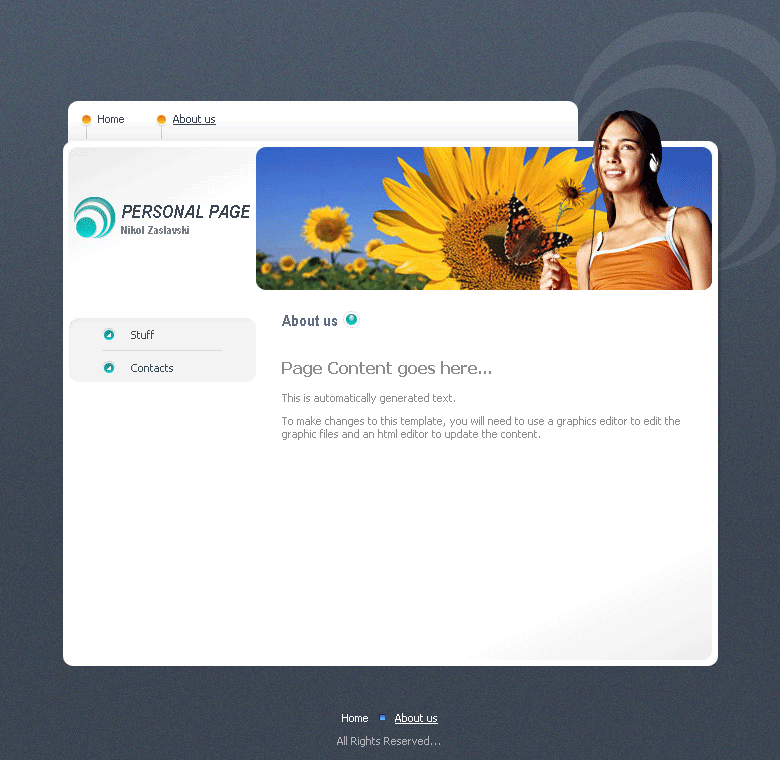 Home
About us
PERSONAL PAGE
Nikol Zaslavski
About us
Stuff
Contacts
Page Content goes here...
This is automatically generated text.
To make changes to this template, you will need to use a graphics editor to edit the
graphic files and an html editor to update the content.
Home
About us
All Rights Reserved...